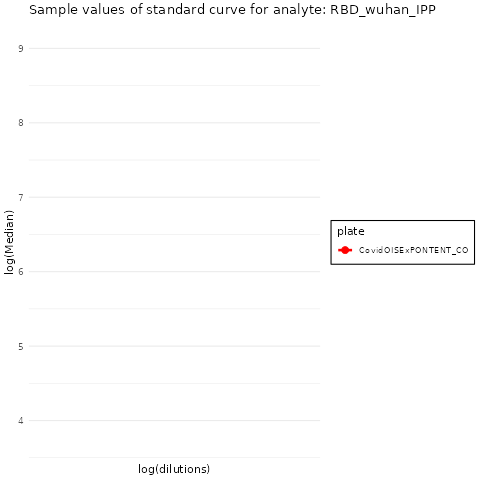 Sample values of standard curve for analyte: RBD_wuhan_IPP
9
8
7
6
5
4
log(Median)
log(dilutions)
plate
CovidOISExPONTENT_CO